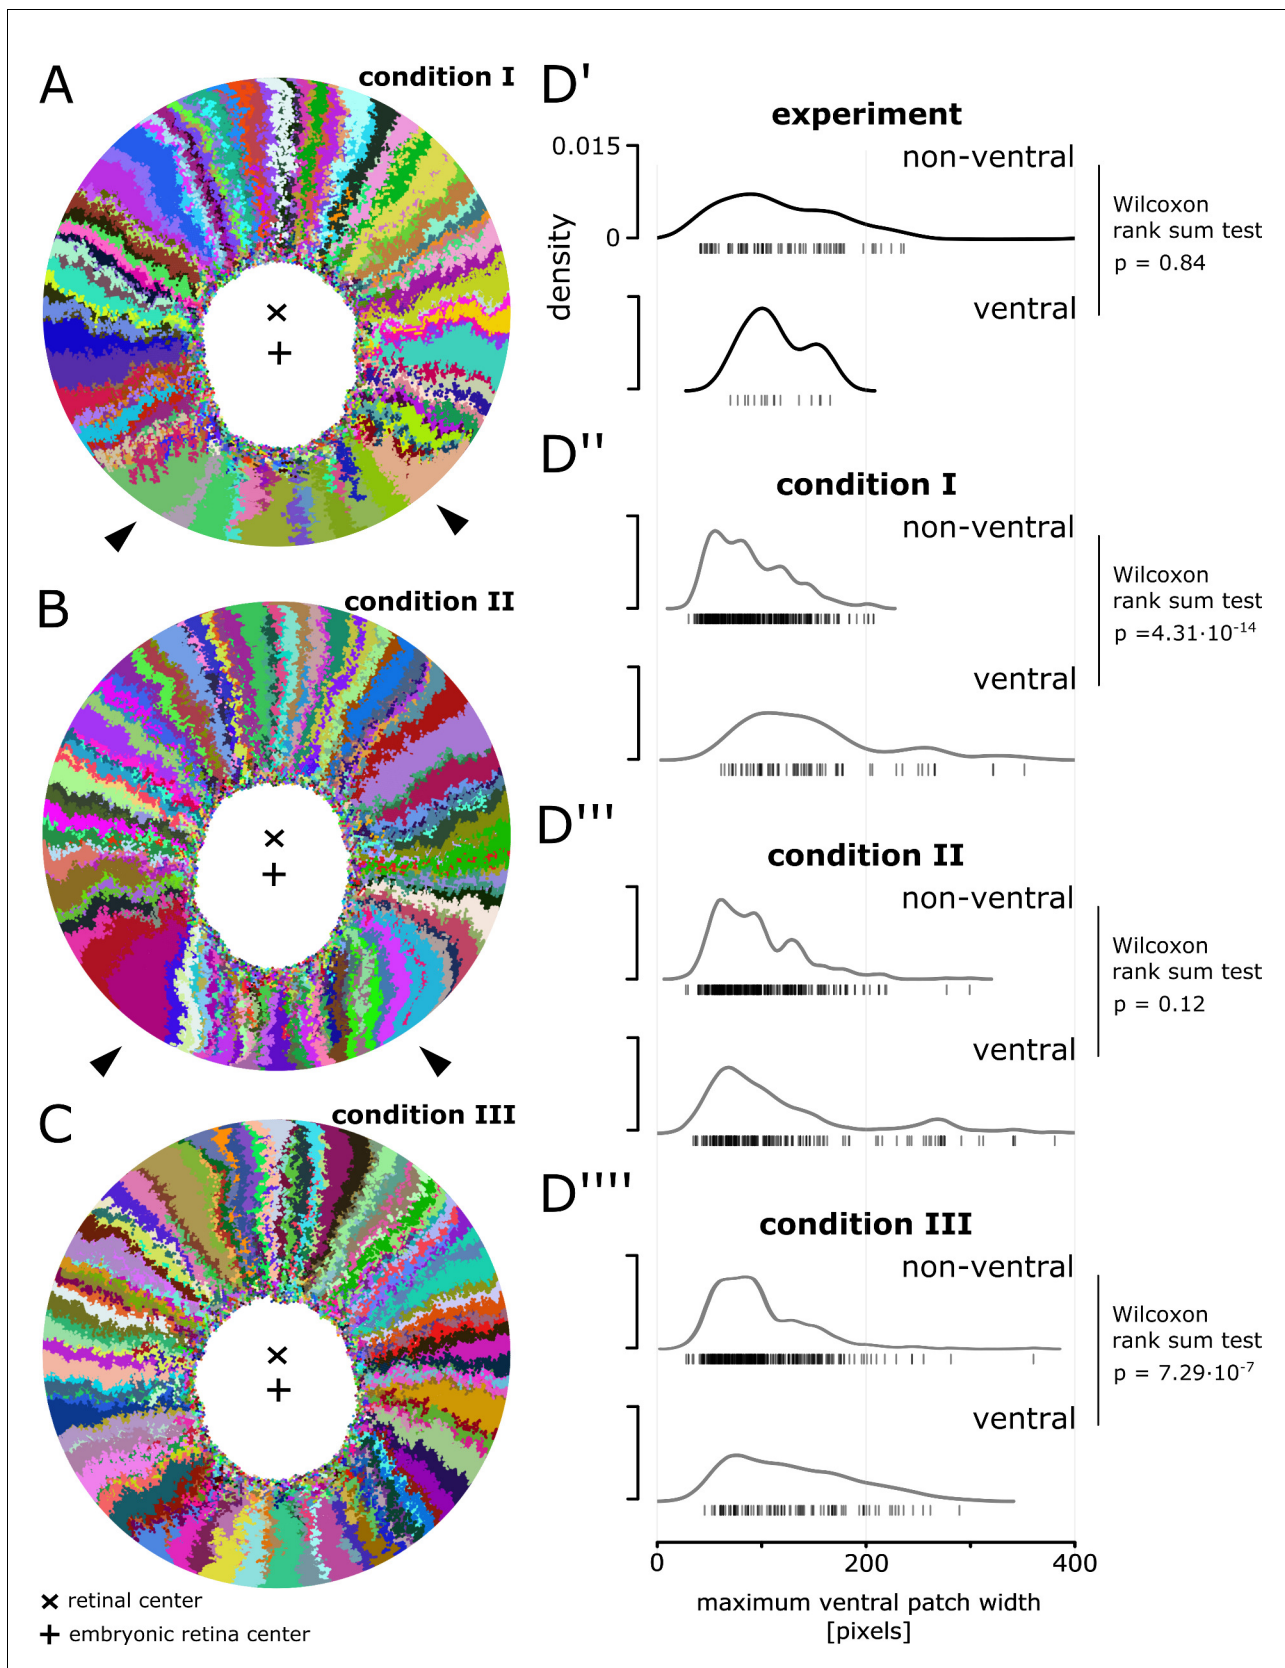 A
condition I
B
condition II
C
condition III
× retinal center
+ embryonic retina center
D'
experiment
non-ventral
0.015
0
density
ventral
Wilcoxon
rank sum test
p = 0.84
D''
condition I
non-ventral
ventral
Wilcoxon
rank sum test
p =4.31·10⁻¹⁴
D'''
condition II
non-ventral
ventral
Wilcoxon
rank sum test
p = 0.12
D''''
condition III
non-ventral
ventral
Wilcoxon
rank sum test
p = 7.29·10⁻⁷
0 200 400
maximum ventral patch width
[pixels]